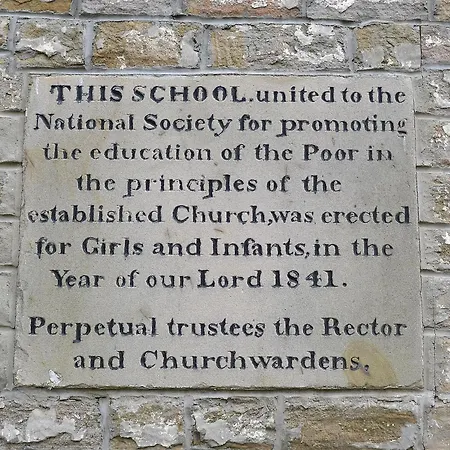 THIS SCHOOL. united to the
National Society for promoting
the education of the Poor in
the principles of the
established Church, was erected
for Girls and Infants, in the
Year of our Lord 1841.
Perpetual trustees the Rector
and Churchwardens,